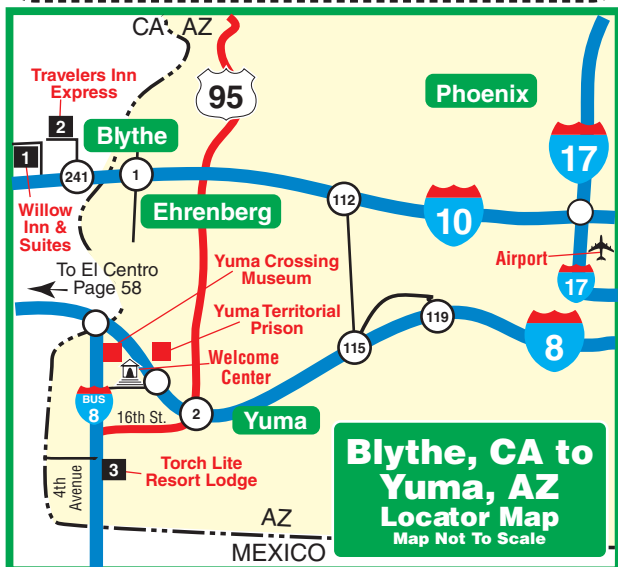 CA AZ
Travelers Inn
Express
2
1
Blythe
95
Phoenix
17
241
1
112
10
Willow
Inn &
Suites
Ehrenberg
Airport
17
To El Centro
Page 58
Yuma Crossing
Museum
Yuma Territorial
Prison
Welcome
Center
119
115
8
BUS
8
16th St.
2
Yuma
4th
Avenue
3
Torch Lite
Resort Lodge
AZ
MEXICO
Blythe, CA to
Yuma, AZ
Locator Map
Map Not To Scale